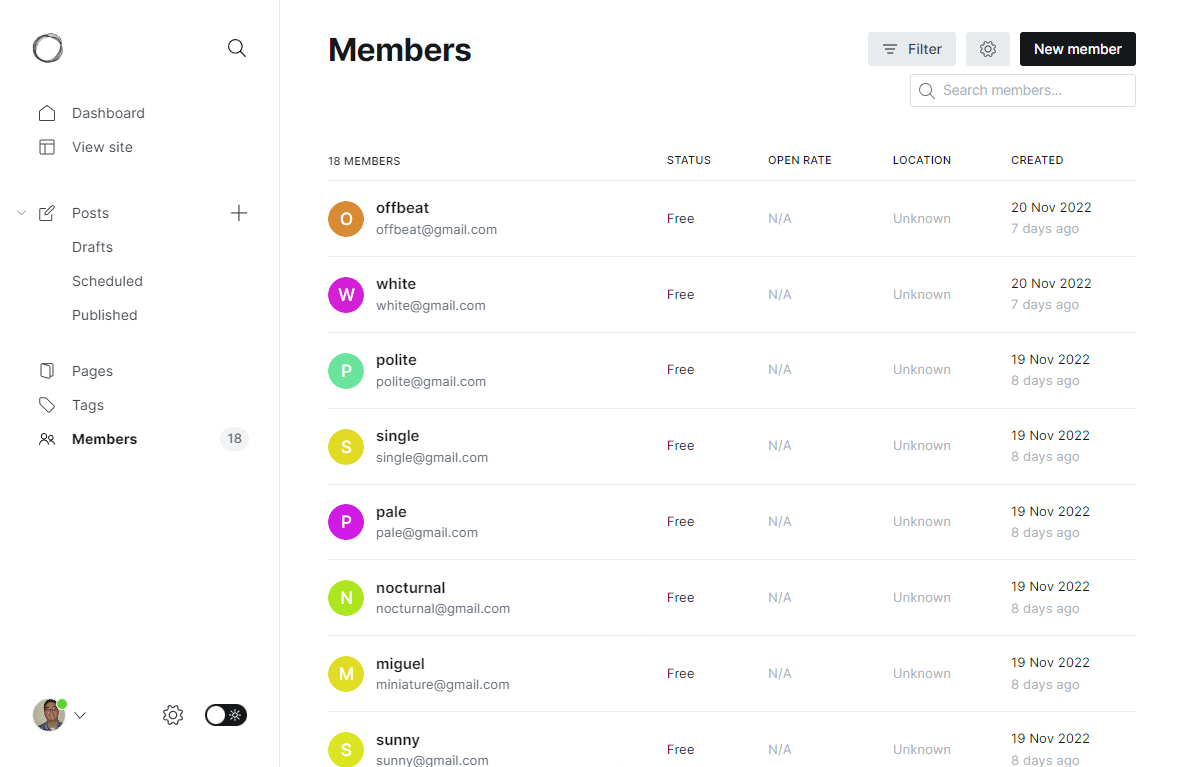 Members
Filter
New member
Search members...
Dashboard
View site
Posts
Drafts
Scheduled
Published
Pages
Tags
Members 18
18 MEMBERS STATUS OPEN RATE LOCATION CREATED
O offbeat
offbeat@gmail.com
Free N/A Unknown
20 Nov 2022
7 days ago
W white
white@gmail.com
Free N/A Unknown
20 Nov 2022
7 days ago
P polite
polite@gmail.com
Free N/A Unknown
19 Nov 2022
8 days ago
S single
single@gmail.com
Free N/A Unknown
19 Nov 2022
8 days ago
P pale
pale@gmail.com
Free N/A Unknown
19 Nov 2022
8 days ago
N nocturnal
nocturnal@gmail.com
Free N/A Unknown
19 Nov 2022
8 days ago
M miguel
miniature@gmail.com
Free N/A Unknown
19 Nov 2022
8 days ago
S sunny
sunny@gmail.com
Free N/A Unknown
19 Nov 2022
8 days ago